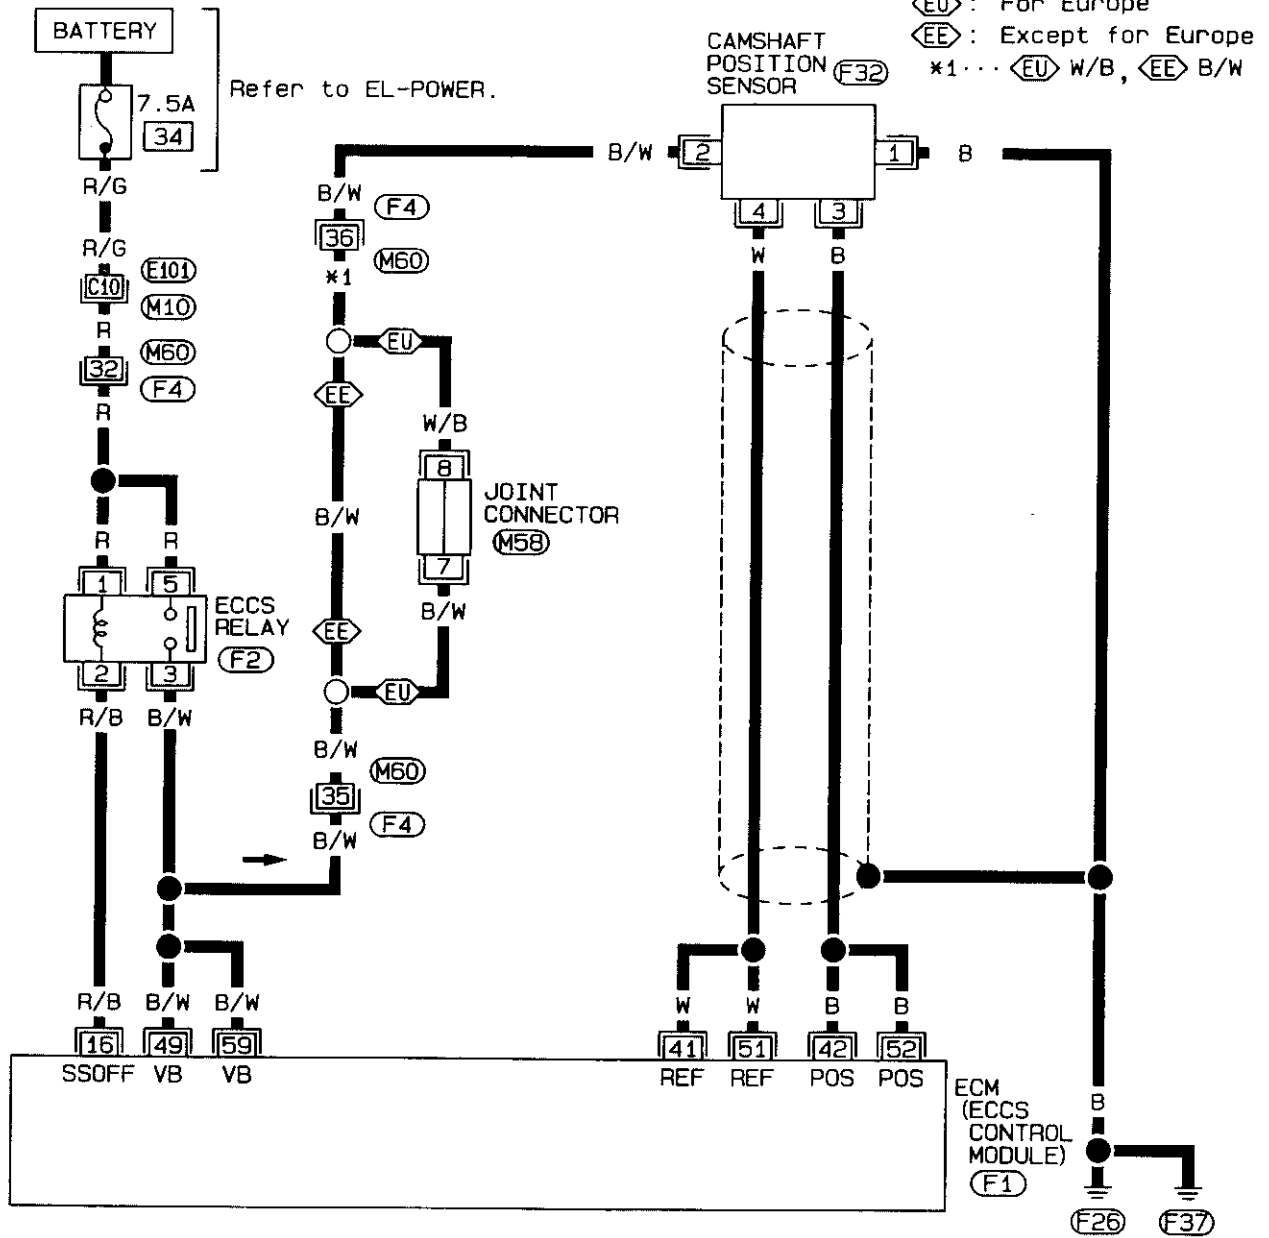 BATTERY
7.5A
34
Refer to EL-POWER.
EU : For Europe
EE : Except for Europe
*1··· EU W/B, EE B/W
CAMSHAFT
POSITION
SENSOR
F32
R/G
R/G
C10
E101
M10
R
32
M60
F4
R
R
R
1
5
ECCS
RELAY
F2
2
3
R/B
B/W
B/W
2
1
B
B/W
F4
36
M60
*1
EU
EE
W/B
8
JOINT
CONNECTOR
M58
7
B/W
B/W
EE
EU
B/W
M60
35
F4
B/W
4
3
W
B
R/B
B/W
B/W
16
49
59
SSOFF
VB
VB
W
W
B
B
41
51
42
52
REF
REF
POS
POS
ECM
(ECCS
CONTROL
MODULE)
F1
B
F26
F37